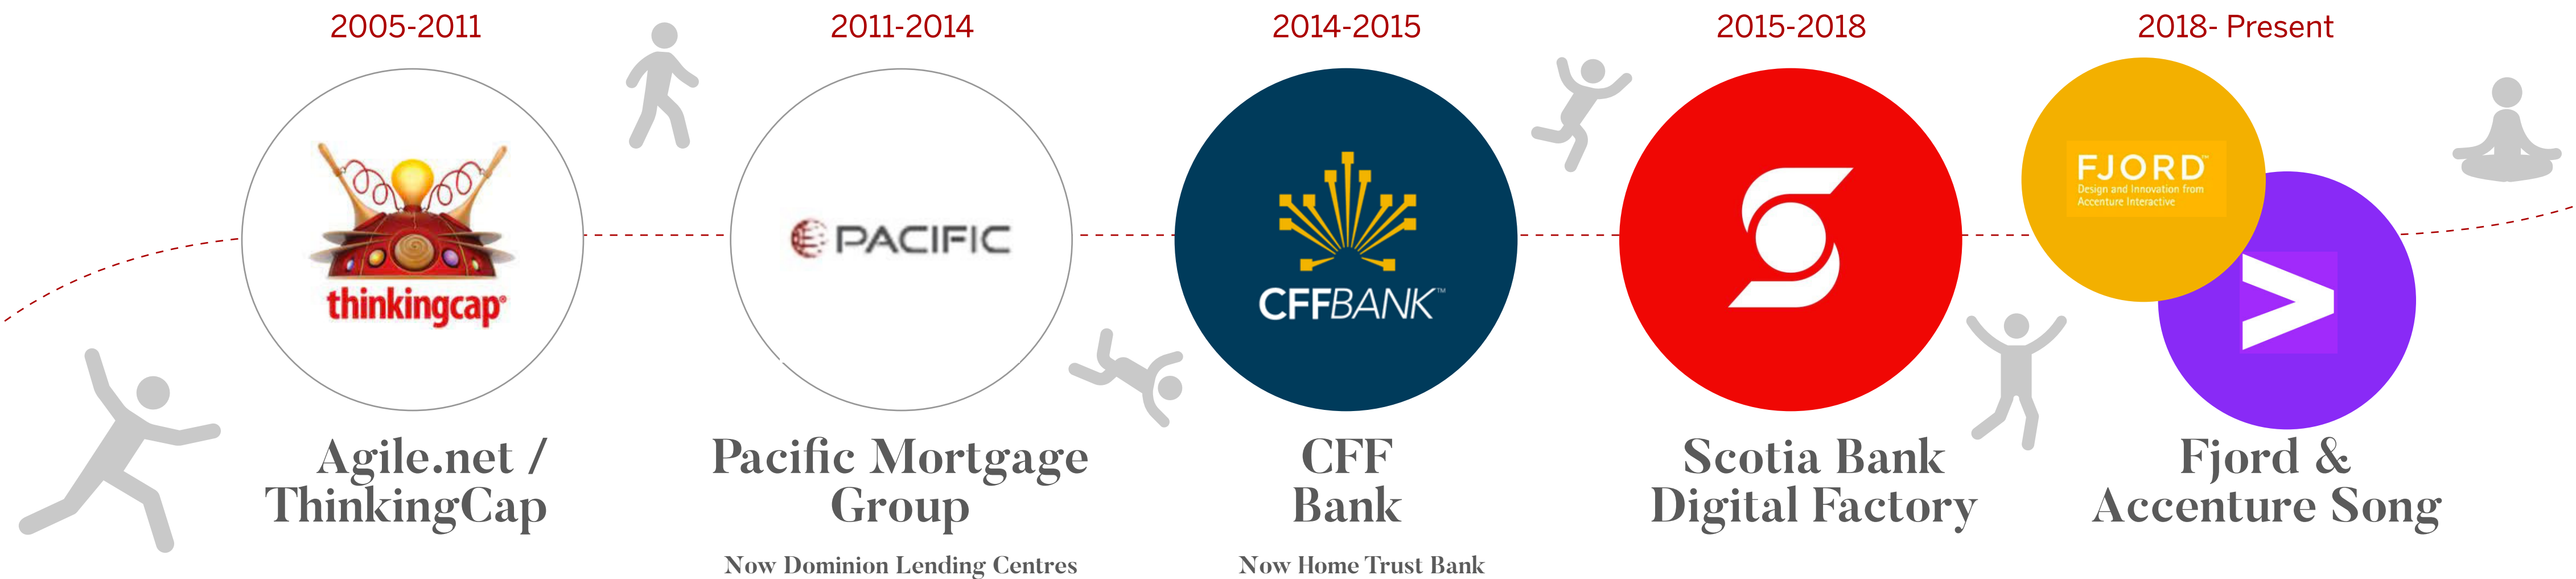 2005-2011
2011-2014
2014-2015
2015-2018
2018- Present
thinkingcap®
PACIFIC
CFFBANK™
FJORD™
Design and Innovation from
Accenture Interactive
Agile.net /
ThinkingCap
Pacific Mortgage
Group
Now Dominion Lending Centres
CFF
Bank
Now Home Trust Bank
Scotia Bank
Digital Factory
Fjord &
Accenture Song